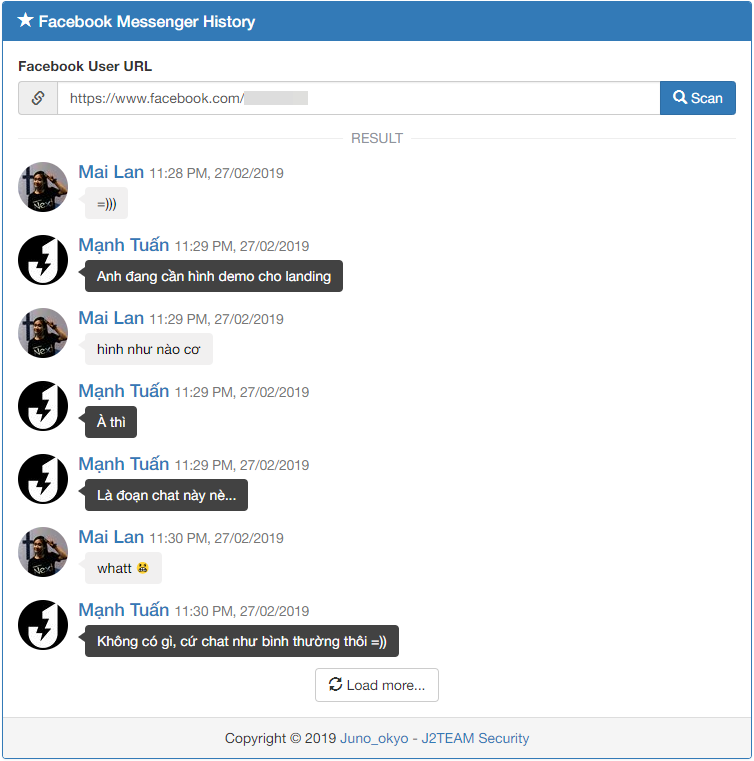 Facebook Messenger History
Facebook User URL
https://www.facebook.com/
Scan
RESULT
Mai Lan 11:28 PM, 27/02/2019
=)))
Mạnh Tuấn 11:29 PM, 27/02/2019
Anh đang cần hình demo cho landing
Mai Lan 11:29 PM, 27/02/2019
hình như nào cơ
Mạnh Tuấn 11:29 PM, 27/02/2019
À thì
Mạnh Tuấn 11:29 PM, 27/02/2019
Là đoạn chat này nè...
Mai Lan 11:30 PM, 27/02/2019
whatt 😬
Mạnh Tuấn 11:30 PM, 27/02/2019
Không có gì, cứ chat như bình thường thôi =))
Load more...
Copyright © 2019 Juno_okyo - J2TEAM Security